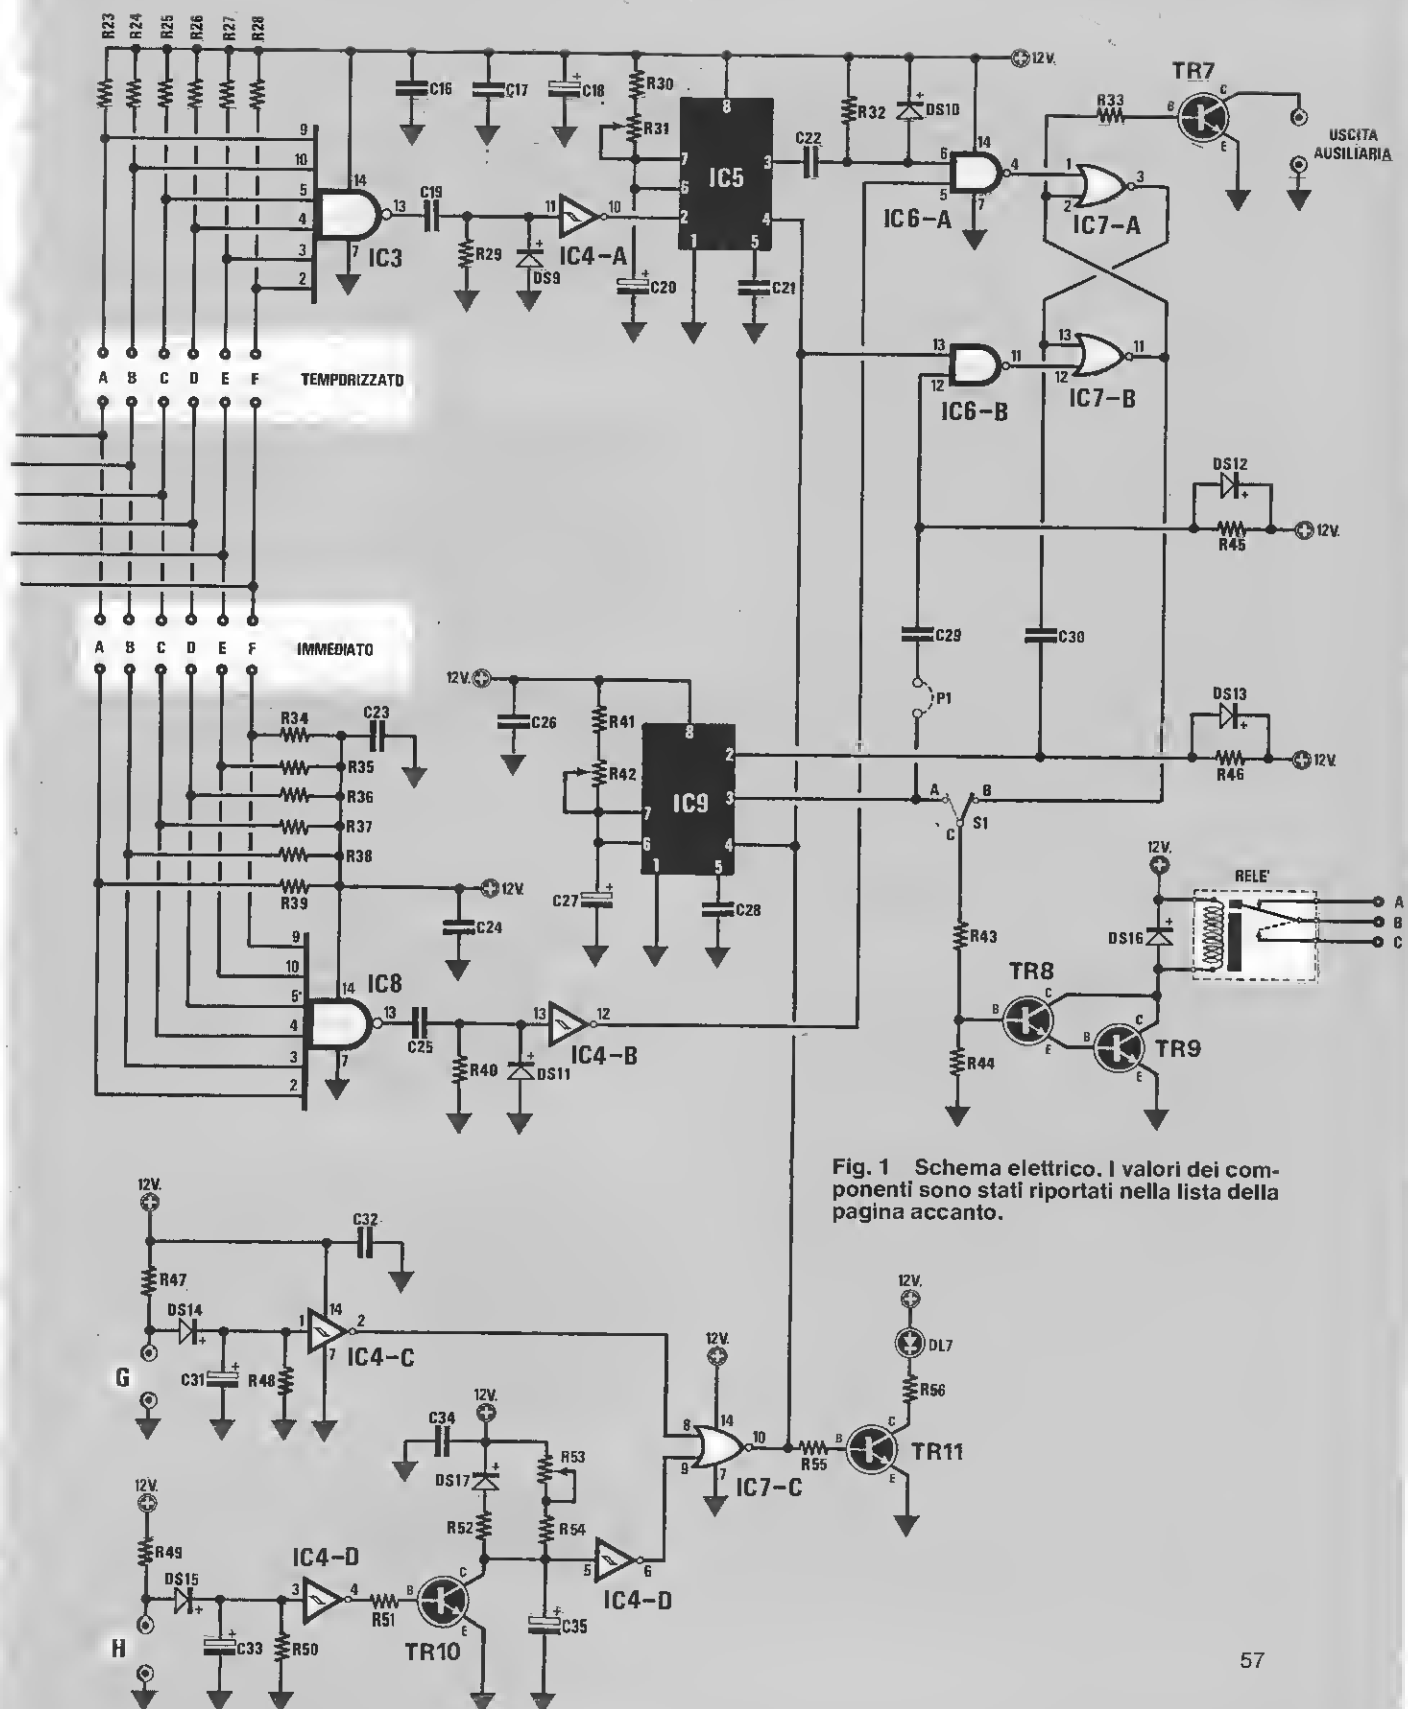 R23 R24 R25 R26 R27 R28
12V.
TR7
C16 C17 C18 R30 R31
8
C22 R32 DS10
R33 B C E
USCITA
AUSILIARIA
9
10
5
4
3
2
14
13
7
IC3
C19 R29 DS9
11 10
IC4-A
7 6 2 3 4 1 5
IC5
C20 C21
6 5 14 4 7
IC6-A
1 2 3
IC7-A
13 12 11
IC6-B
13 12 11
IC7-B
A B C D E F TEMPORIZZATO
DS12
R45 12V.
A B C D E F IMMEDIATO
C29 C30
P1
12V. C26 R41 R42
8 2 3 7 6 4 1 5
IC9
C27 C28
DS13
R46 12V.
A B C S1
R34 C23
R35
R36
R37
R38
R39 12V.
C24
9
10
5
4
3
2
IC8
14 13 7
C25 R40 DS11
13 12
IC4-B
R43 R44
12V.
RELE'
DS16
A
B
C
TR8 B C E
TR9 B C E
Fig. 1 Schema elettrico. I valori dei com-
ponenti sono stati riportati nella lista della
pagina accanto.
12V.
C32
R47
DS14
1 14 2 7
IC4-C
G C31 R48
12V.
DL7
R56
12V.
8 9 14 10 7
IC7-C
R55 B C E
TR11
12V.
C34 DS17 R53
R52 R54
12V.
R49
DS15
IC4-D
3 4
R51 B C E
TR10
5 6
IC4-D
H C33 R50
C35
57